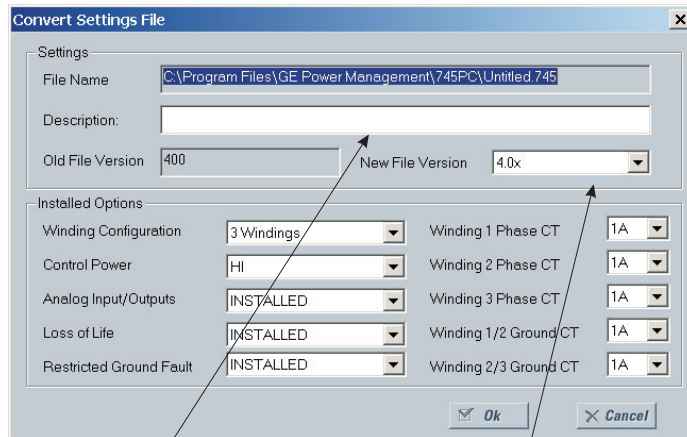 Convert Settings File
Settings
File Name C:\Program Files\GE Power Management\745PC\Untitled.745
Description:
Old File Version 400 New File Version 4.0x
Installed Options
Winding Configuration 3 Windings Winding 1 Phase CT 1A
Control Power HI Winding 2 Phase CT 1A
Analog Input/Outputs INSTALLED Winding 3 Phase CT 1A
Loss of Life INSTALLED Winding 1/2 Ground CT 1A
Restricted Ground Fault INSTALLED Winding 2/3 Ground CT 1A
Ok Cancel